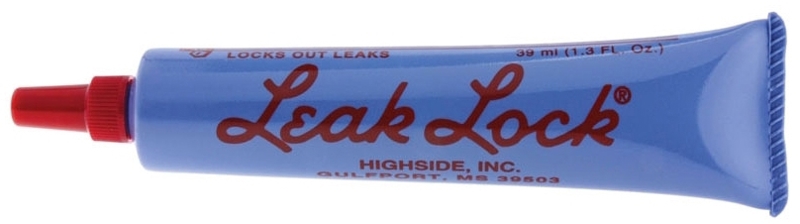 LOCKS OUT LEAKS 39 ml (1.3 FL. Oz.)
Leak Lock®
HIGHSIDE, INC.
GULFPORT, MS 39503